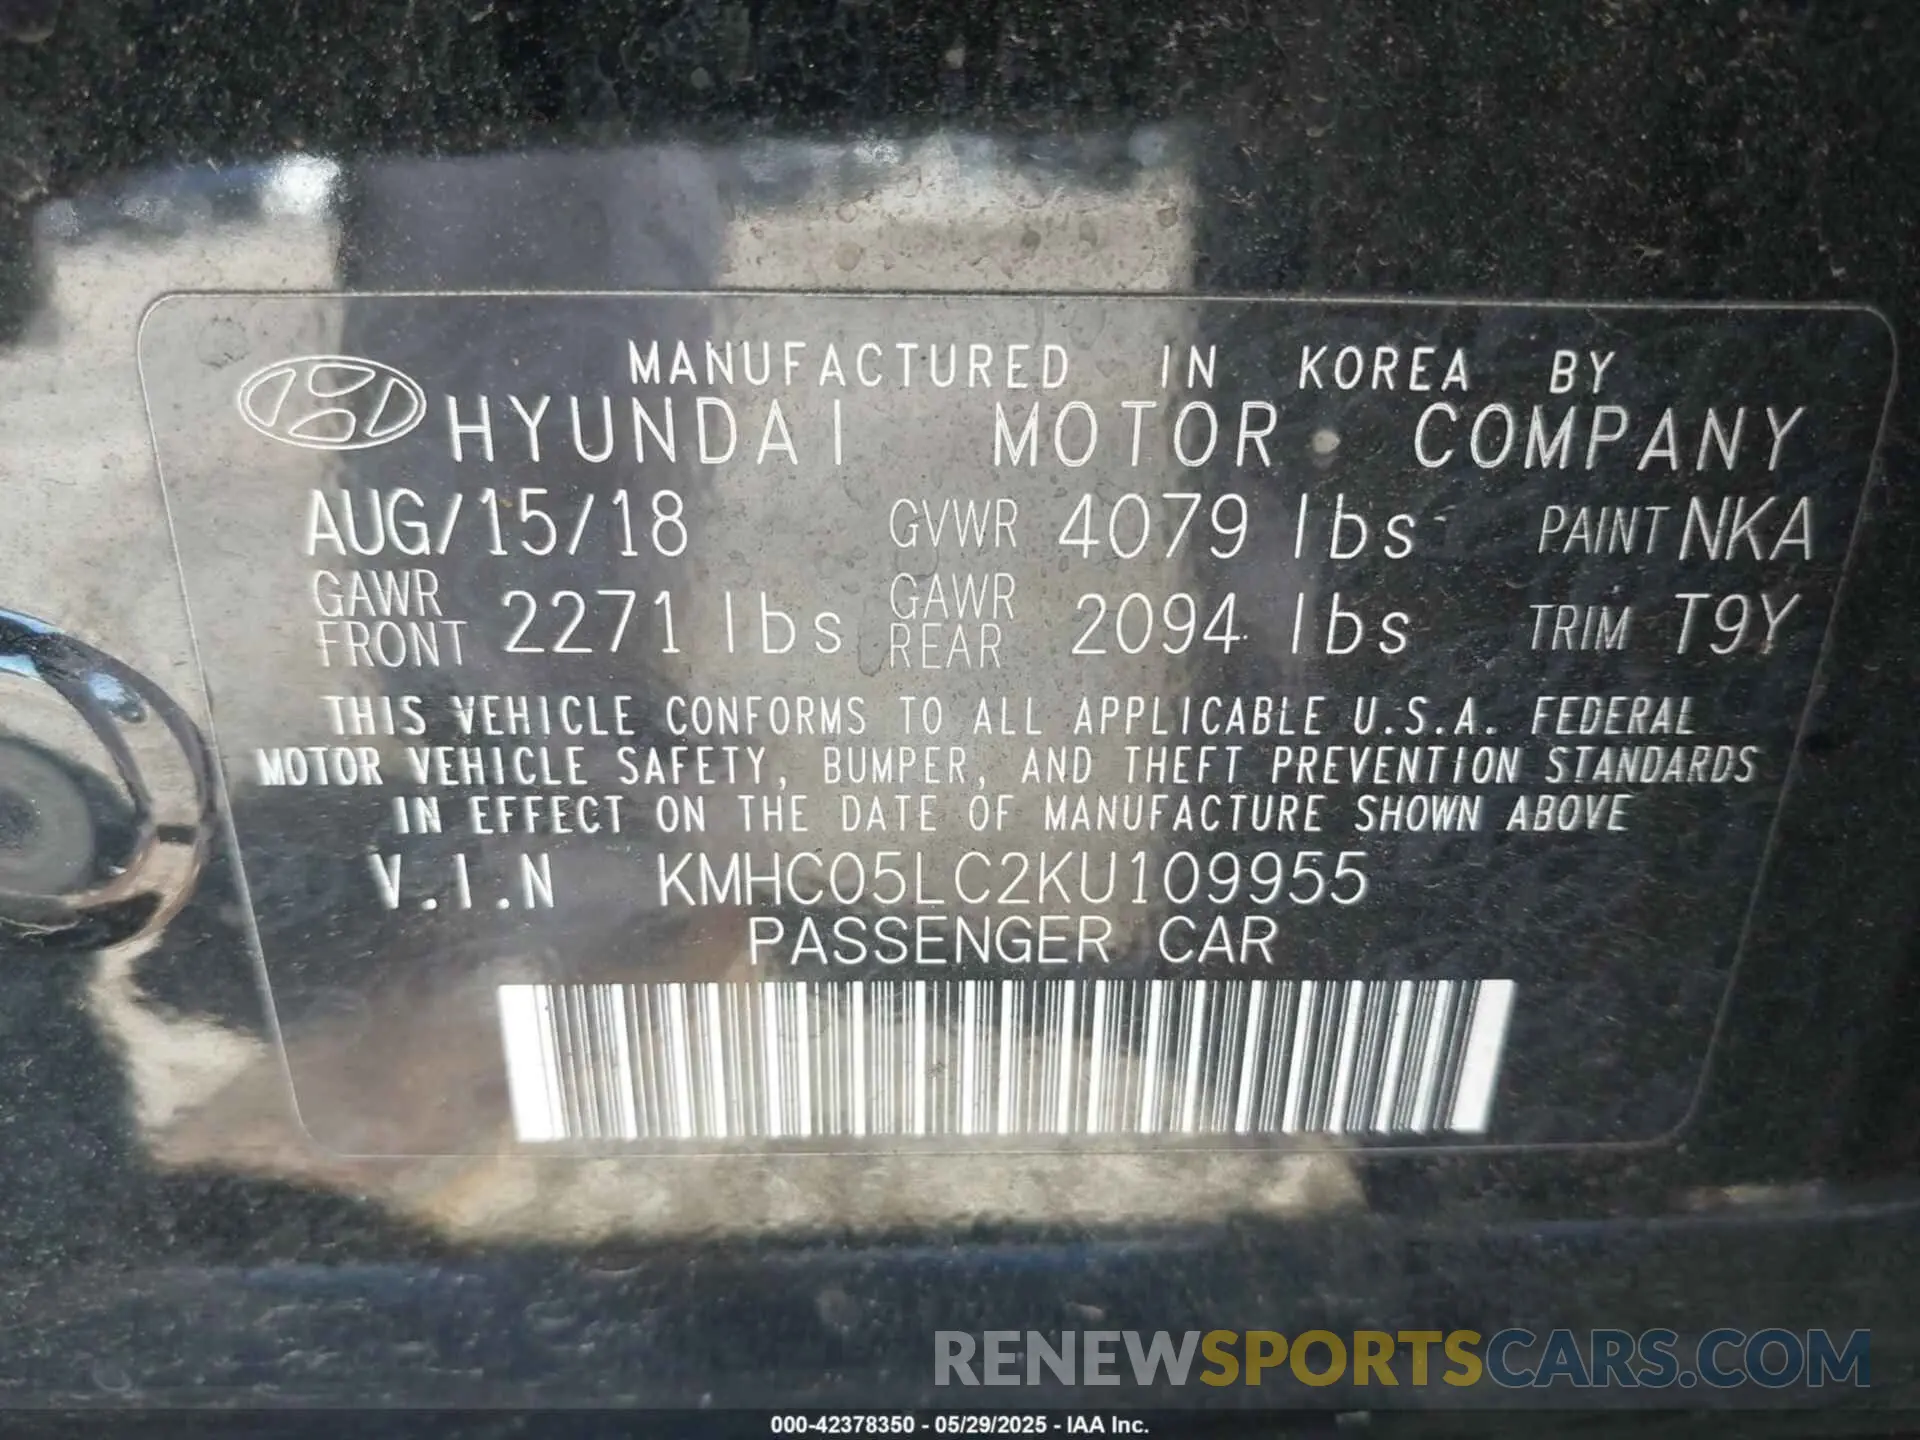 MANUFACTURED IN KOREA BY
HYUNDAI MOTOR COMPANY
AUG/15/18 GVWR 4079 lbs PAINT NKA
GAWR FRONT 2271 lbs GAWR REAR 2094 lbs TRIM T9Y
THIS VEHICLE CONFORMS TO ALL APPLICABLE U.S.A. FEDERAL
MOTOR VEHICLE SAFETY, BUMPER, AND THEFT PREVENTION STANDARDS
IN EFFECT ON THE DATE OF MANUFACTURE SHOWN ABOVE
V.I.N KMHC05LC2KU109955
PASSENGER CAR
RENEWSPORTSCARS.COM
000-42378350 - 05/29/2025 - IAA Inc.